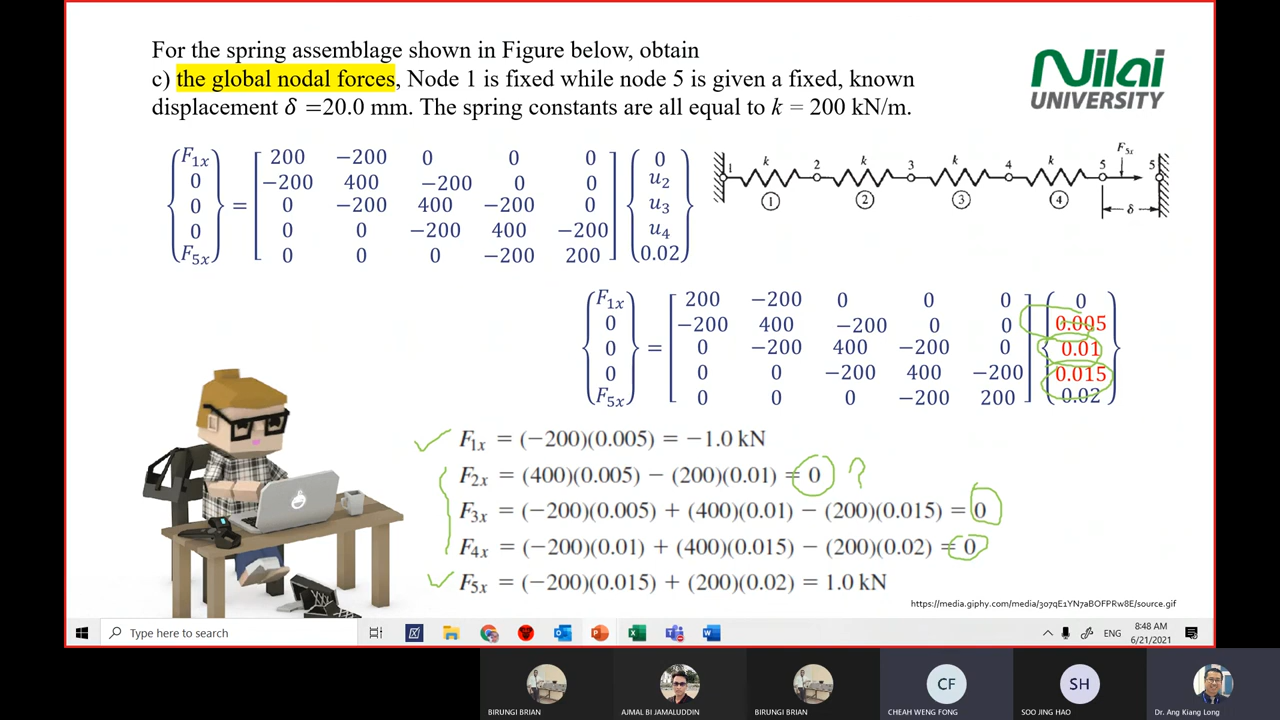 For the spring assemblage shown in Figure below, obtain
c) the global nodal forces, Node 1 is fixed while node 5 is given a fixed, known
displacement δ =20.0 mm. The spring constants are all equal to k = 200 kN/m.
Nilai
UNIVERSITY
F1x 200 −200 0 0 0 0
0 −200 400 −200 0 0 u2
0 = 0 −200 400 −200 0 u3
0 0 0 −200 400 −200 u4
F5x 0 0 0 −200 200 0.02
F5x
1 k 2 k 3 k 4 k 5 5
1 2 3 4 δ
F1x 200 −200 0 0 0 0
0 −200 400 −200 0 0 0.005
0 = 0 −200 400 −200 0 0.01
0 0 0 −200 400 −200 0.015
F5x 0 0 0 −200 200 0.02
F1x = (−200)(0.005) = −1.0 kN
F2x = (400)(0.005) − (200)(0.01) = 0 ?
F3x = (−200)(0.005) + (400)(0.01) − (200)(0.015) = 0
F4x = (−200)(0.01) + (400)(0.015) − (200)(0.02) = 0
F5x = (−200)(0.015) + (200)(0.02) = 1.0 kN
https://media.giphy.com/media/307qE1YN7aBOFPRW8E/source.gif
Type here to search
ENG
8:48 AM
6/21/2021
CF
SH
BIRUNGI BRIAN
AJMAL BI JAMALUDDIN
BIRUNGI BRIAN
CHEAH WENG FONG
SOO JING HAO
Dr. Ang Kiang Long